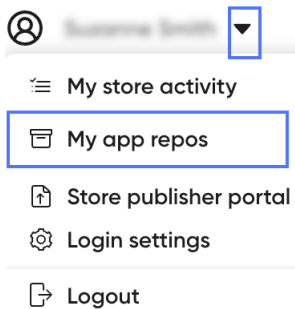 My store activity
My app repos
Store publisher portal
Login settings
Logout